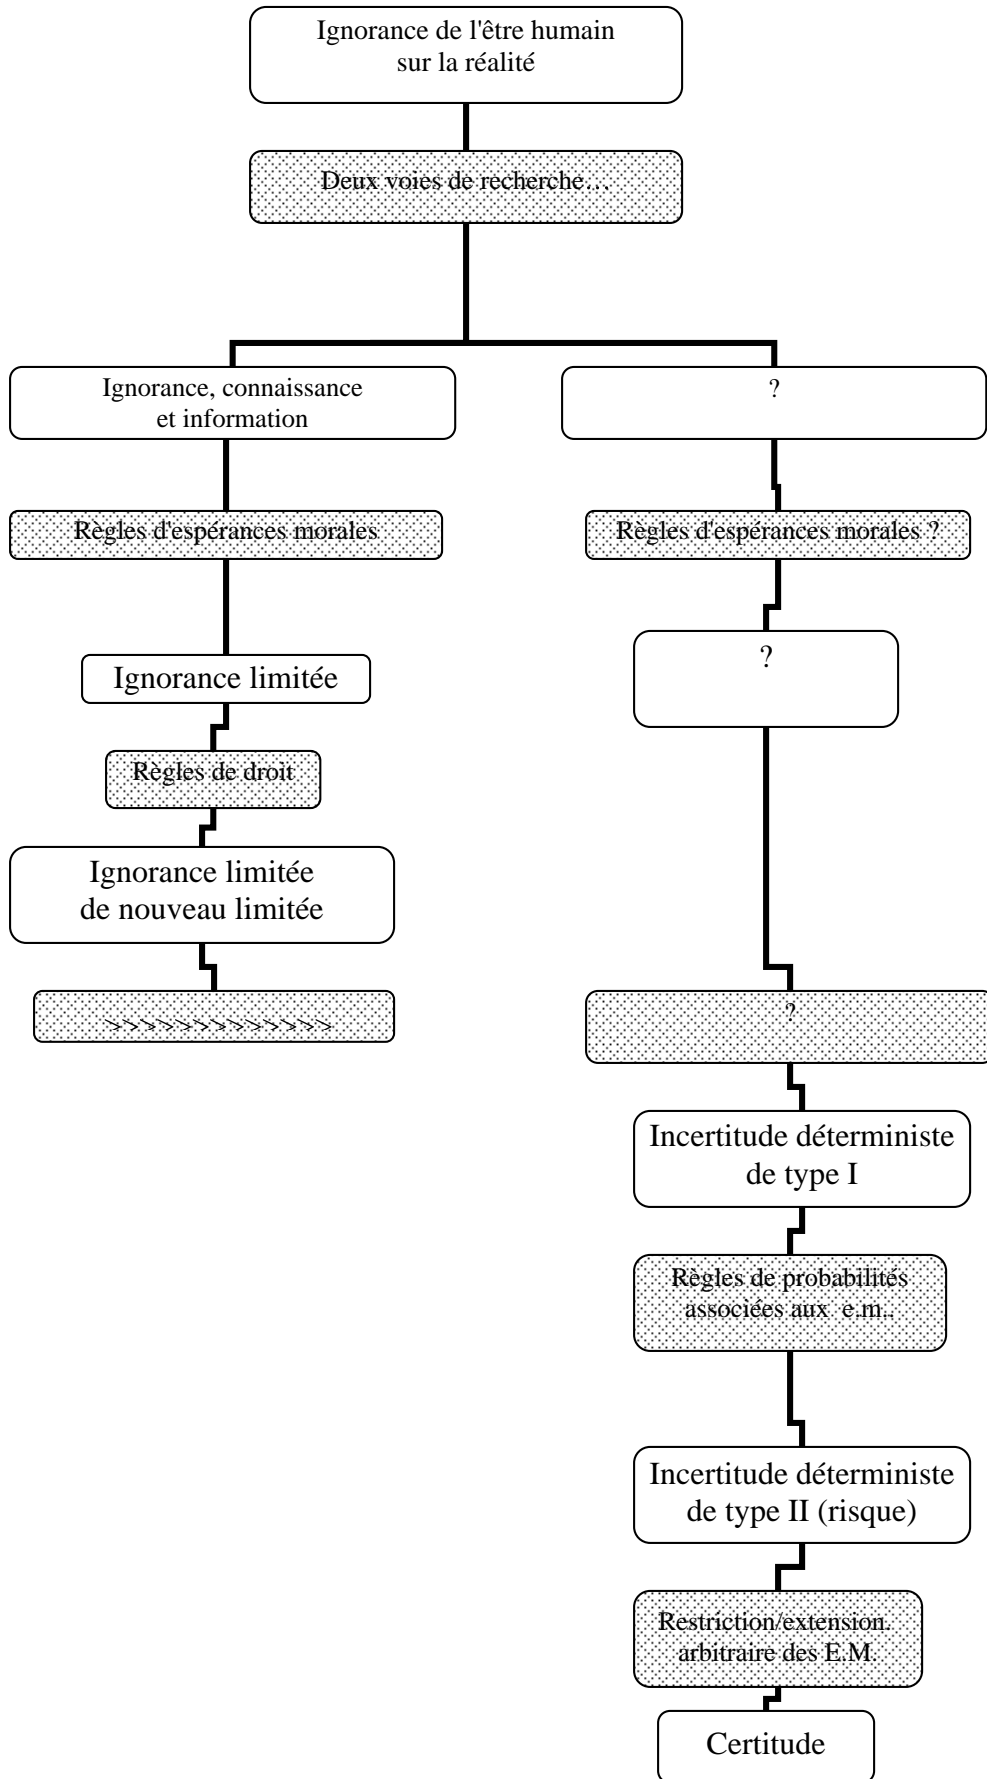 Ignorance de l'être humain
sur la réalité
Deux voies de recherche…
Ignorance, connaissance
et information
?
Règles d'espérances morales
Règles d'espérances morales ?
?
Ignorance limitée
Règles de droit
Ignorance limitée
de nouveau limitée
>>>>>>>>>>>>>
?
Incertitude déterministe
de type I
Règles de probabilités
associées aux e.m..
Incertitude déterministe
de type II (risque)
Restriction/extension.
arbitraire des E.M.
Certitude